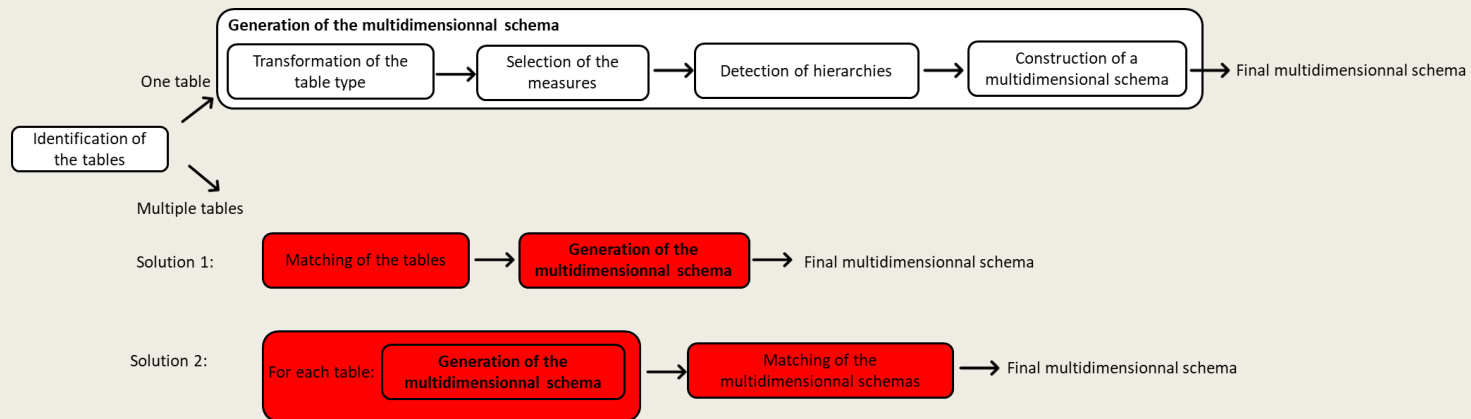 Generation of the multidimensionnal schema
Transformation of the
table type
Selection of the
measures
Detection of hierarchies
Construction of a
multidimensional schema
Final multidimensionnal schema
One table
Identification of
the tables
Multiple tables
Solution 1:
Matching of the tables
Generation of the
multidimensionnal schema
Final multidimensionnal schema
Solution 2:
For each table:
Generation of the
multidimensionnal schema
Matching of the
multidimensionnal schemas
Final multidimensionnal schema